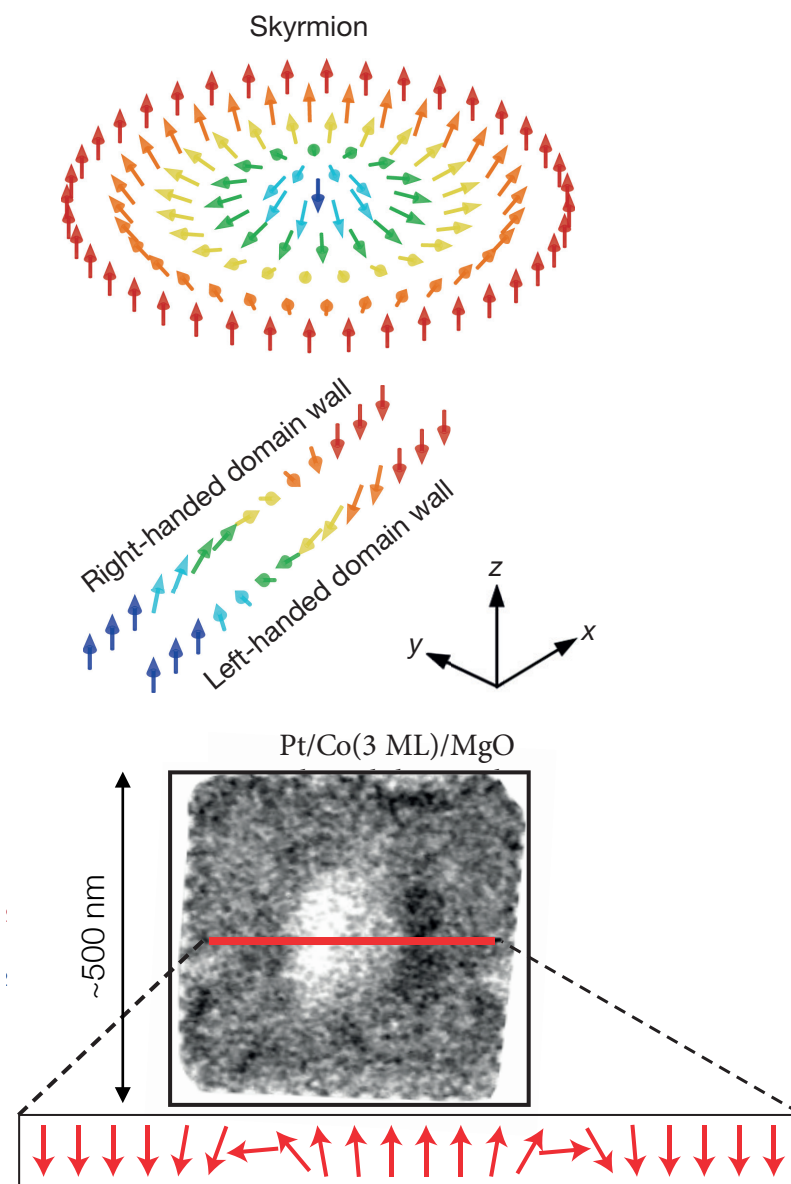 Skyrmion
Right-handed domain wall
Left-handed domain wall
z
y
x
Pt/Co(3 ML)/MgO
~500 nm